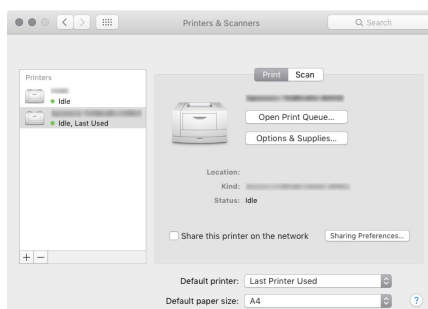 Printers & Scanners
Search
Printers
Idle
Idle, Last Used
+ −
Print Scan
Open Print Queue...
Options & Supplies...
Location:
Kind:
Status: Idle
Share this printer on the network
Sharing Preferences...
Default printer: Last Printer Used
Default paper size: A4
?